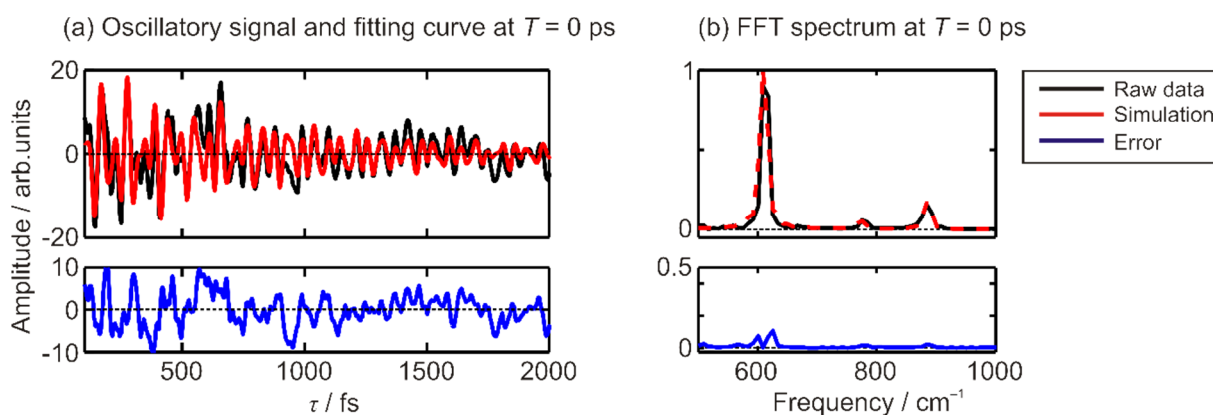 (a) Oscillatory signal and fitting curve at T = 0 ps
(b) FFT spectrum at T = 0 ps
Amplitude / arb.units
20
0
-20
10
0
-10
500
1000
1500
2000
τ / fs
1
0
0.5
0
600
800
1000
Frequency / cm⁻¹
Raw data
Simulation
Error